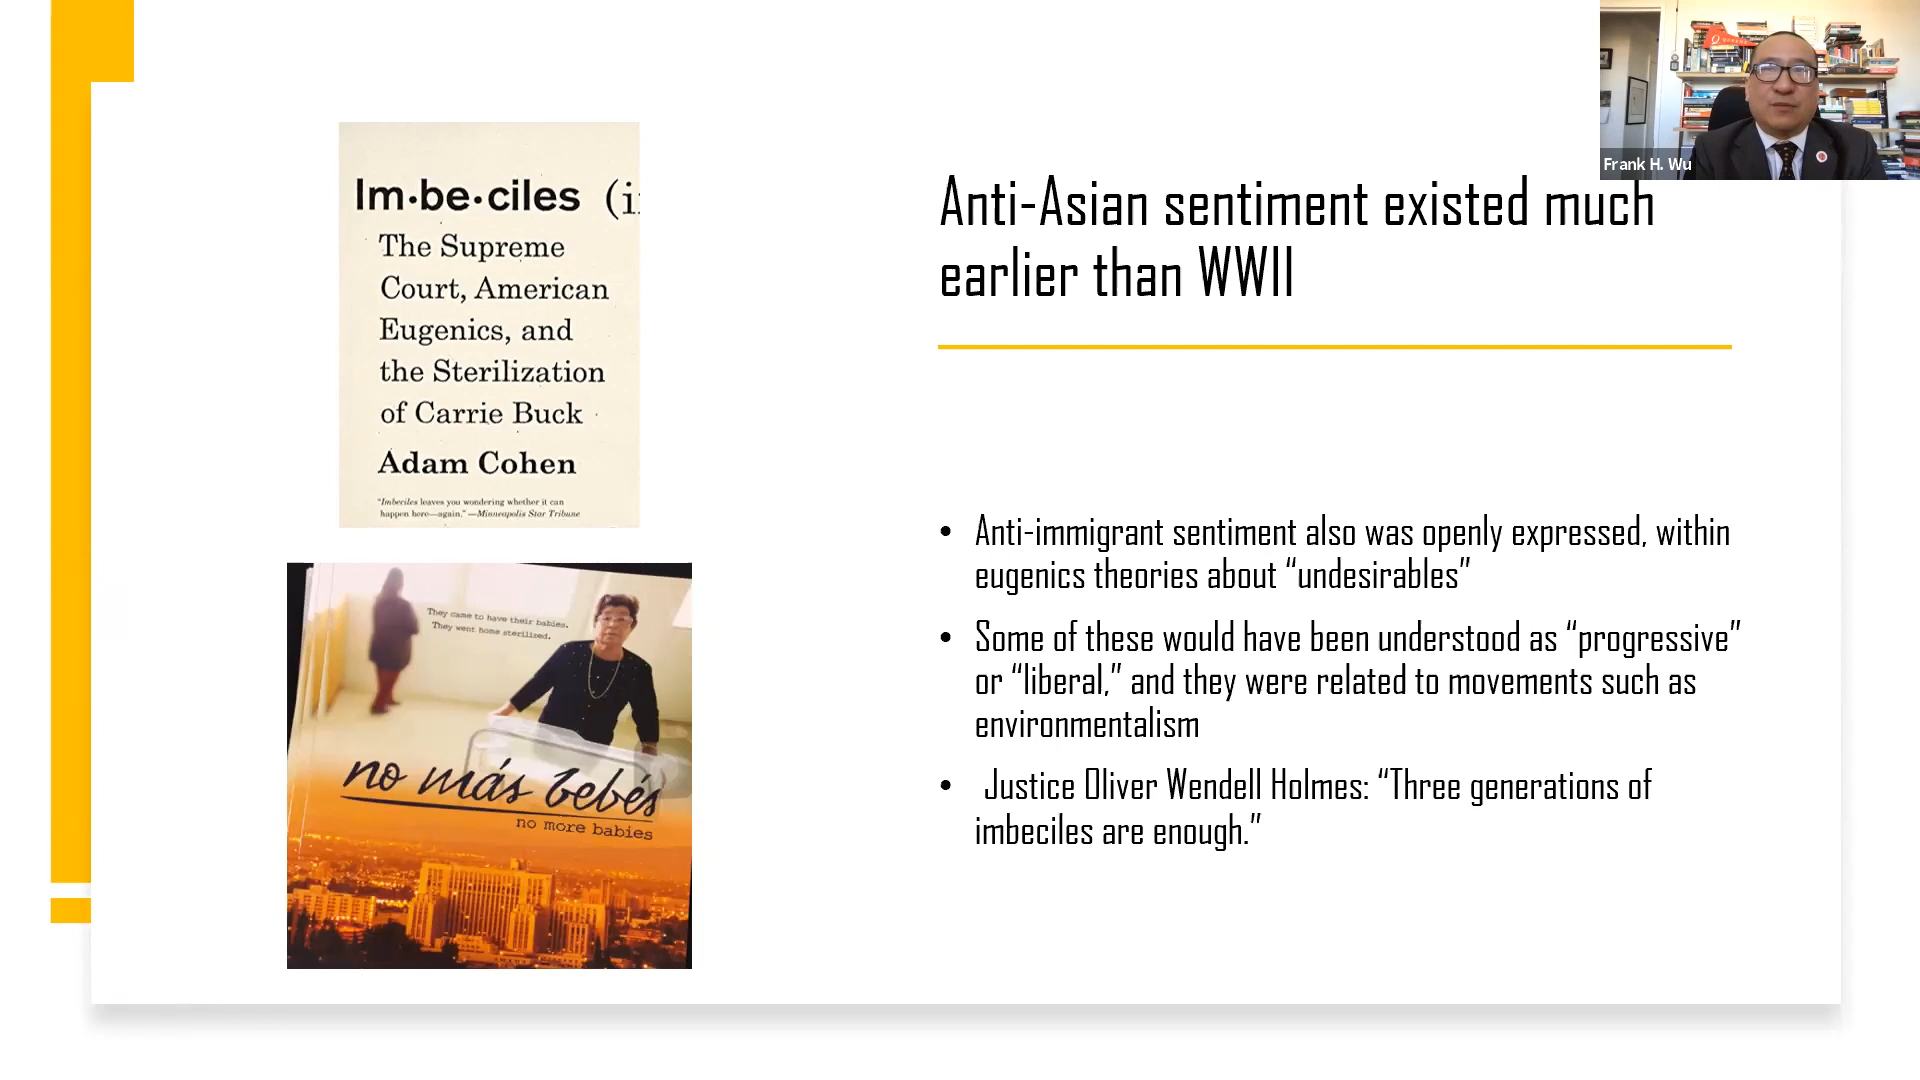 Frank H. Wu
Im·be·ciles (i
The Supreme
Court, American
Eugenics, and
the Sterilization
of Carrie Buck
Adam Cohen
"Imbeciles leaves you wondering whether it can
happen here—again." —Minneapolis Star Tribune
They came to have their babies.
They went home sterilized.
no más bebés
no more babies
Anti-Asian sentiment existed much
earlier than WWII
• Anti-immigrant sentiment also was openly expressed, within
eugenics theories about “undesirables”
• Some of these would have been understood as “progressive”
or “liberal,” and they were related to movements such as
environmentalism
• Justice Oliver Wendell Holmes: “Three generations of
imbeciles are enough.”